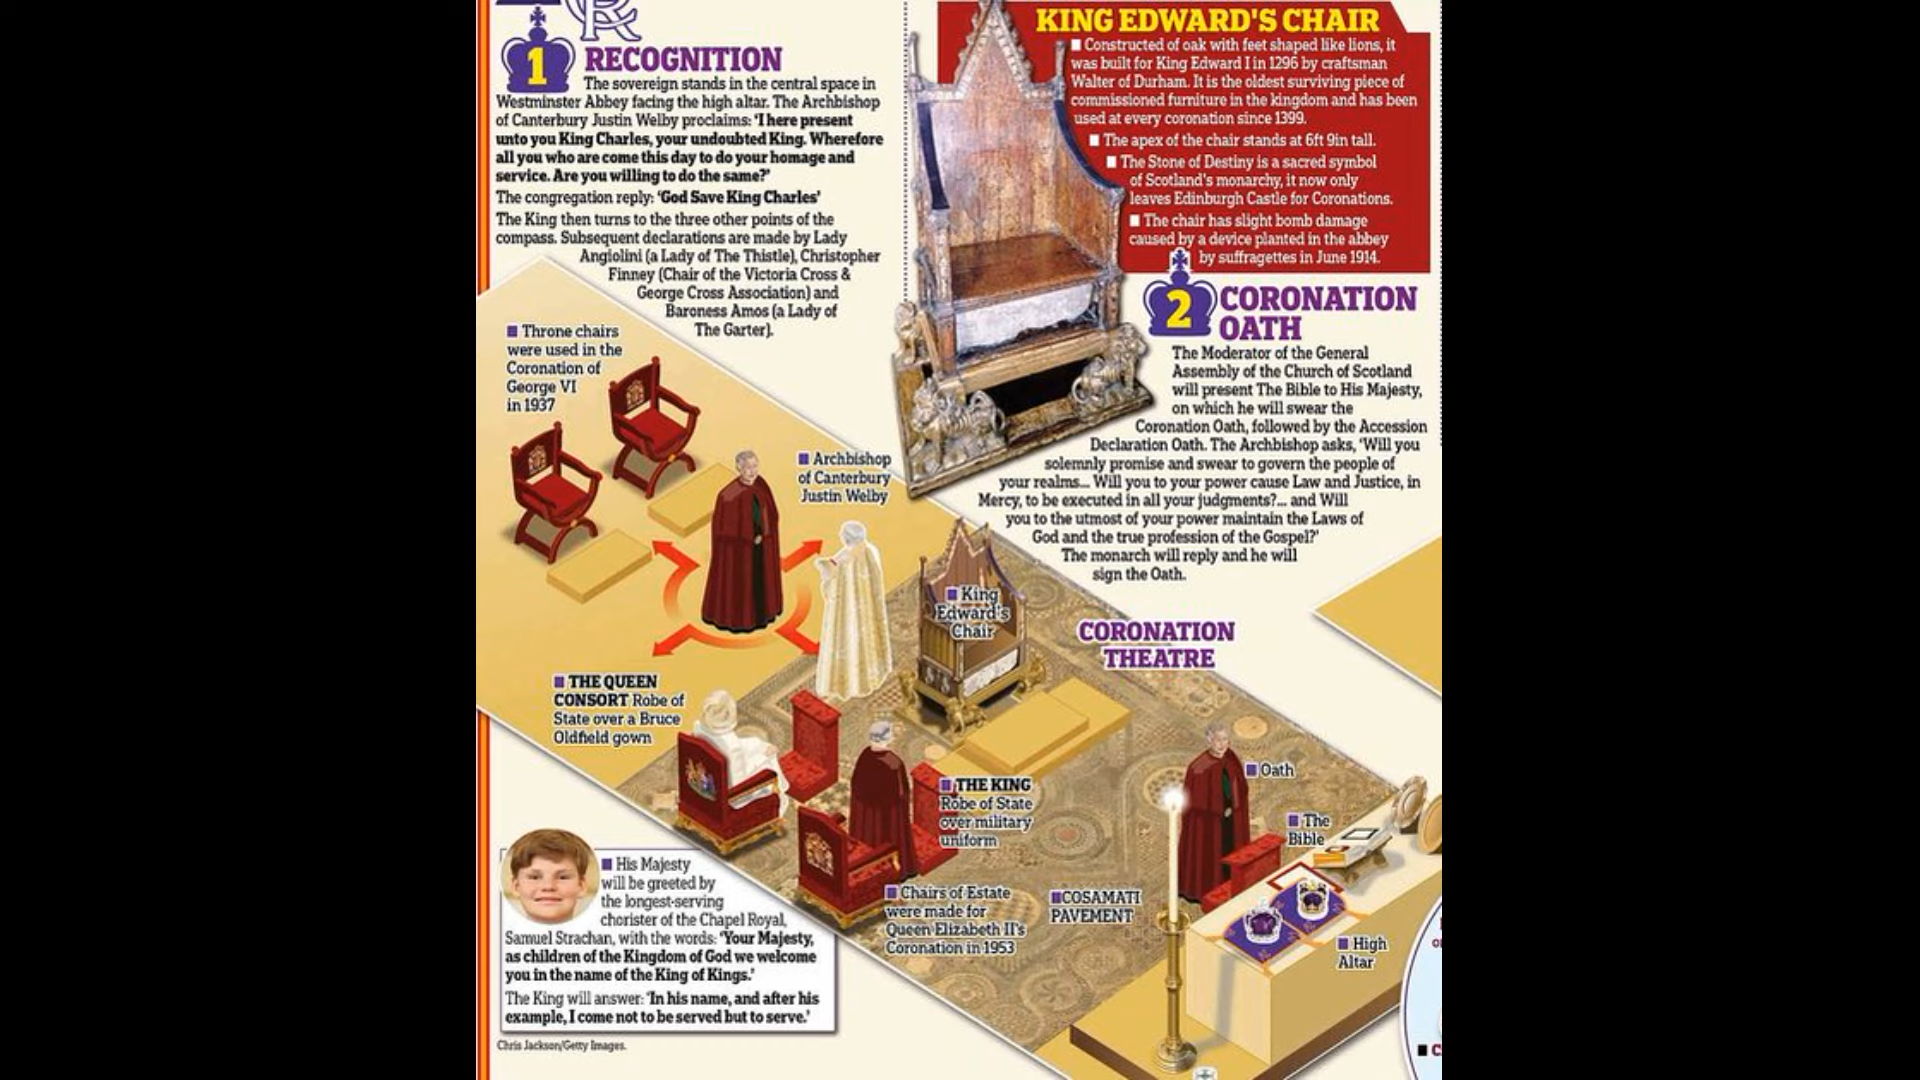 1
RECOGNITION
The sovereign stands in the central space in
Westminster Abbey facing the high altar. The Archbishop
of Canterbury Justin Welby proclaims: 'I here present
unto you King Charles, your undoubted King. Wherefore
all you who are come this day to do your homage and
service. Are you willing to do the same?'
The congregation reply: 'God Save King Charles'
The King then turns to the three other points of the
compass. Subsequent declarations are made by Lady
Angiolini (a Lady of The Thistle), Christopher
Finney (Chair of the Victoria Cross &
George Cross Association) and
Baroness Amos (a Lady of
The Garter).
KING EDWARD'S CHAIR
Constructed of oak with feet shaped like lions, it
was built for King Edward I in 1296 by craftsman
Walter of Durham. It is the oldest surviving piece of
commissioned furniture in the kingdom and has been
used at every coronation since 1399.
The apex of the chair stands at 6ft 9in tall.
The Stone of Destiny is a sacred symbol
of Scotland's monarchy, it now only
leaves Edinburgh Castle for Coronations.
The chair has slight bomb damage
caused by a device planted in the abbey
by suffragettes in June 1914.
2
CORONATION
OATH
The Moderator of the General
Assembly of the Church of Scotland
will present The Bible to His Majesty,
on which he will swear the
Coronation Oath, followed by the Accession
Declaration Oath. The Archbishop asks, 'Will you
solemnly promise and swear to govern the people of
your realms... Will you to your power cause Law and Justice, in
Mercy, to be executed in all your judgments?... and Will
you to the utmost of your power maintain the Laws of
God and the true profession of the Gospel?'
The monarch will reply and he will
sign the Oath.
Throne chairs
were used in the
Coronation of
George VI
in 1937
Archbishop
of Canterbury
Justin Welby
King
Edward's
Chair
CORONATION
THEATRE
THE QUEEN
CONSORT Robe of
State over a Bruce
Oldfield gown
THE KING
Robe of State
over military
uniform
Oath
The
Bible
Chairs of Estate
were made for
Queen Elizabeth II's
Coronation in 1953
COSAMATI
PAVEMENT
High
Altar
His Majesty
will be greeted by
the longest-serving
chorister of the Chapel Royal,
Samuel Strachan, with the words: 'Your Majesty,
as children of the Kingdom of God we welcome
you in the name of the King of Kings.'
The King will answer: 'In his name, and after his
example, I come not to be served but to serve.'
Chris Jackson/Getty Images.